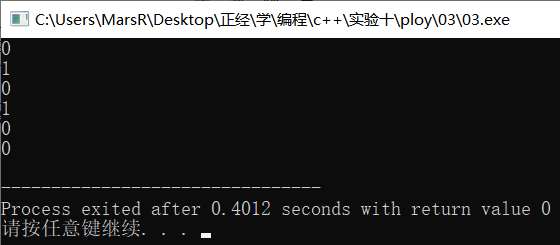 C:\Users\MarsR\Desktop\正经\学\编程\c++\实验十\ploy\03\03.exe
0
1
0
1
0
0
--------------------------------
Process exited after 0.4012 seconds with return value 0
请按任意键继续. . .